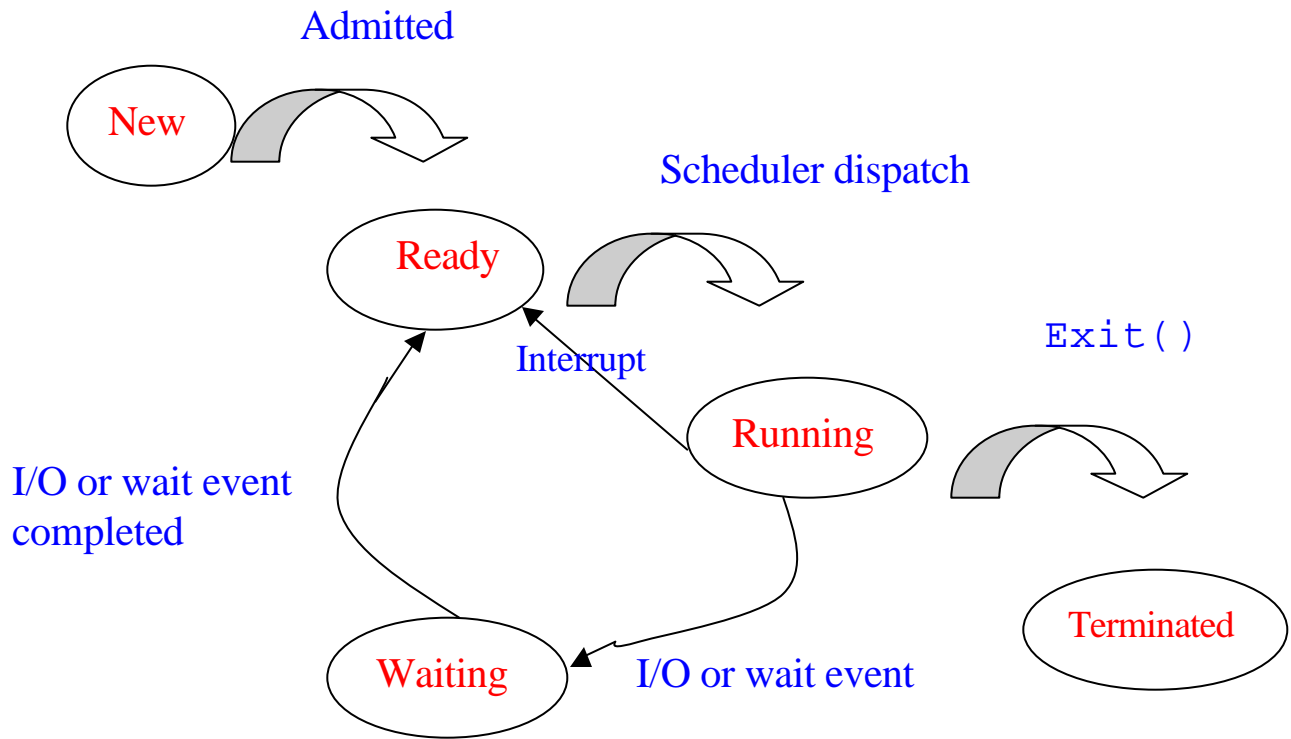 Admitted
New
Scheduler dispatch
Ready
Exit()
Interrupt
Running
I/O or wait event
completed
Terminated
Waiting
I/O or wait event